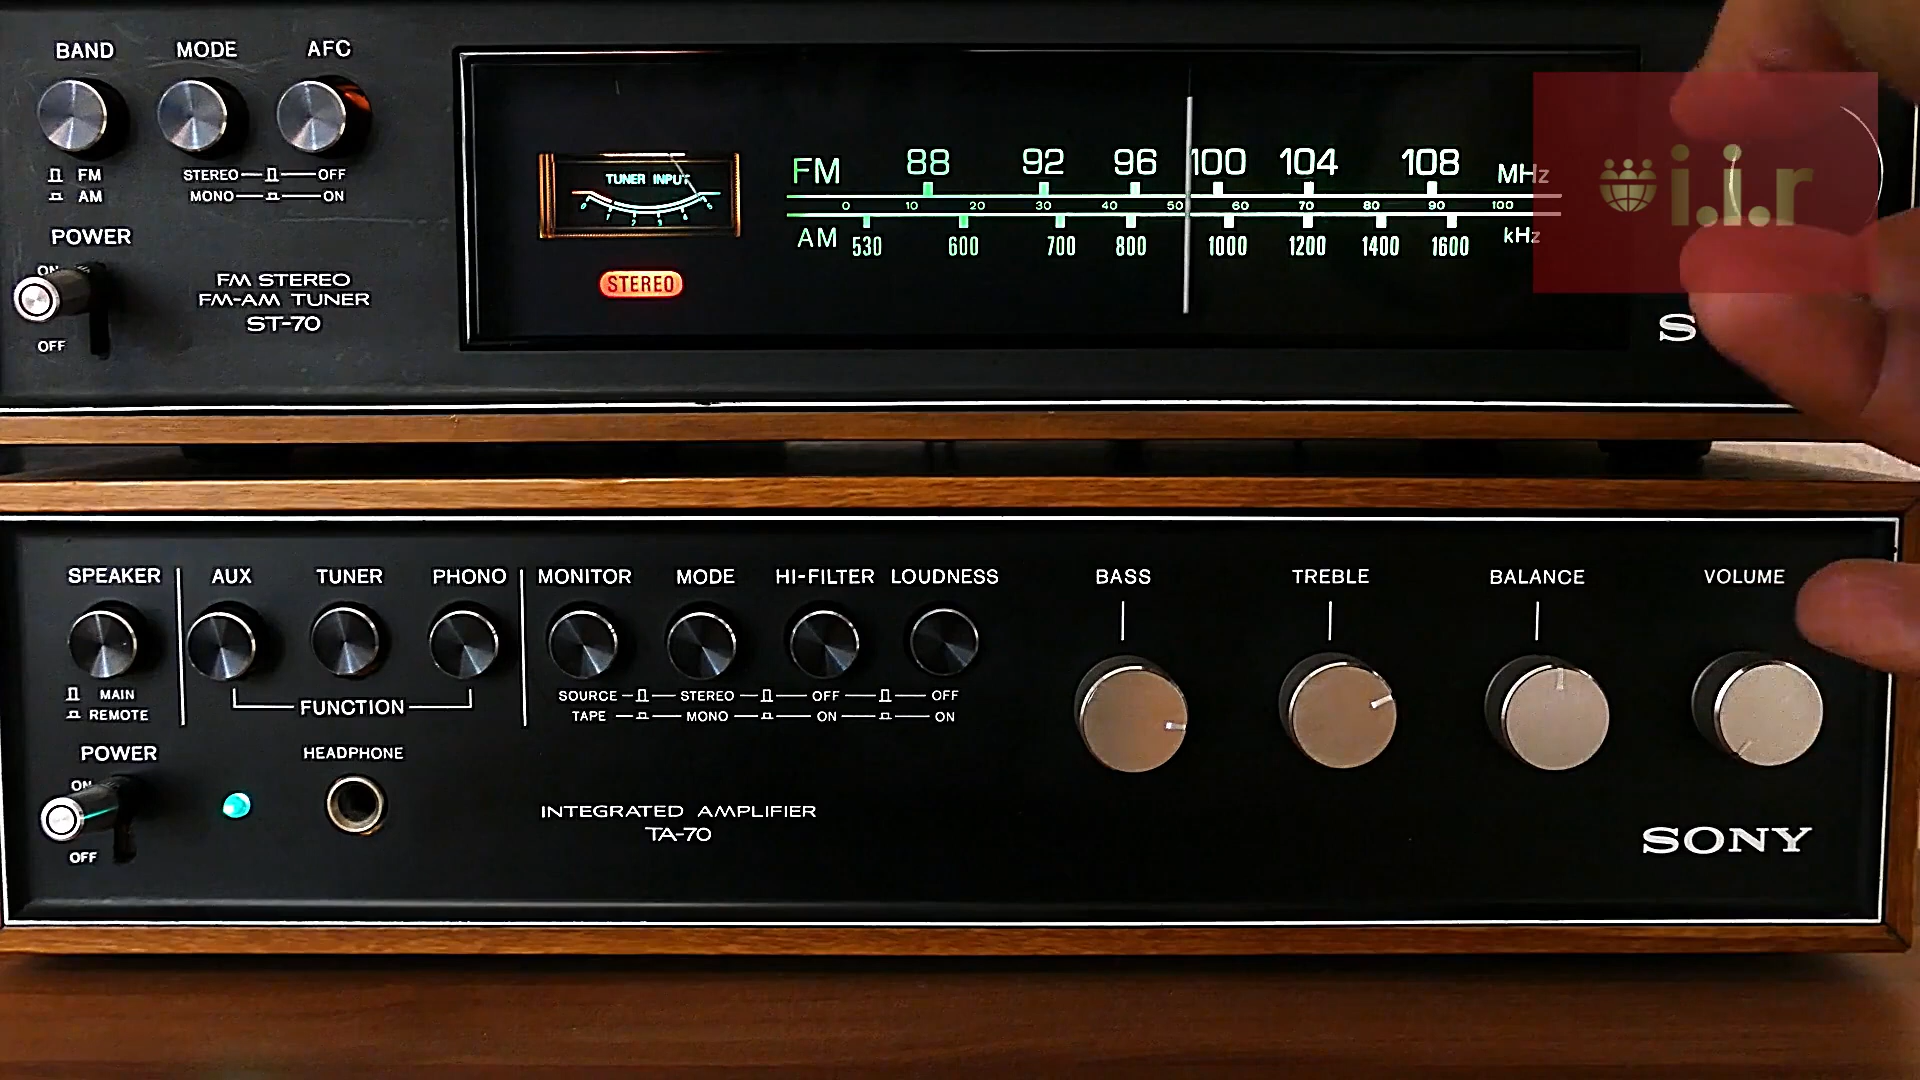 BAND MODE AFC
FM STEREO OFF
AM MONO ON
POWER
ON
OFF
FM STEREO
FM-AM TUNER
ST-70
TUNER INPUT
STEREO
FM 88 92 96 100 104 108 MHz
0 10 20 30 40 50 60 70 80 90 100
AM 530 600 700 800 1000 1200 1400 1600 kHz
i.i.r
SPEAKER AUX TUNER PHONO MONITOR MODE HI-FILTER LOUDNESS BASS TREBLE BALANCE VOLUME
MAIN SOURCE STEREO OFF OFF
REMOTE FUNCTION TAPE MONO ON ON
POWER HEADPHONE
ON
OFF
INTEGRATED AMPLIFIER
TA-70
SONY